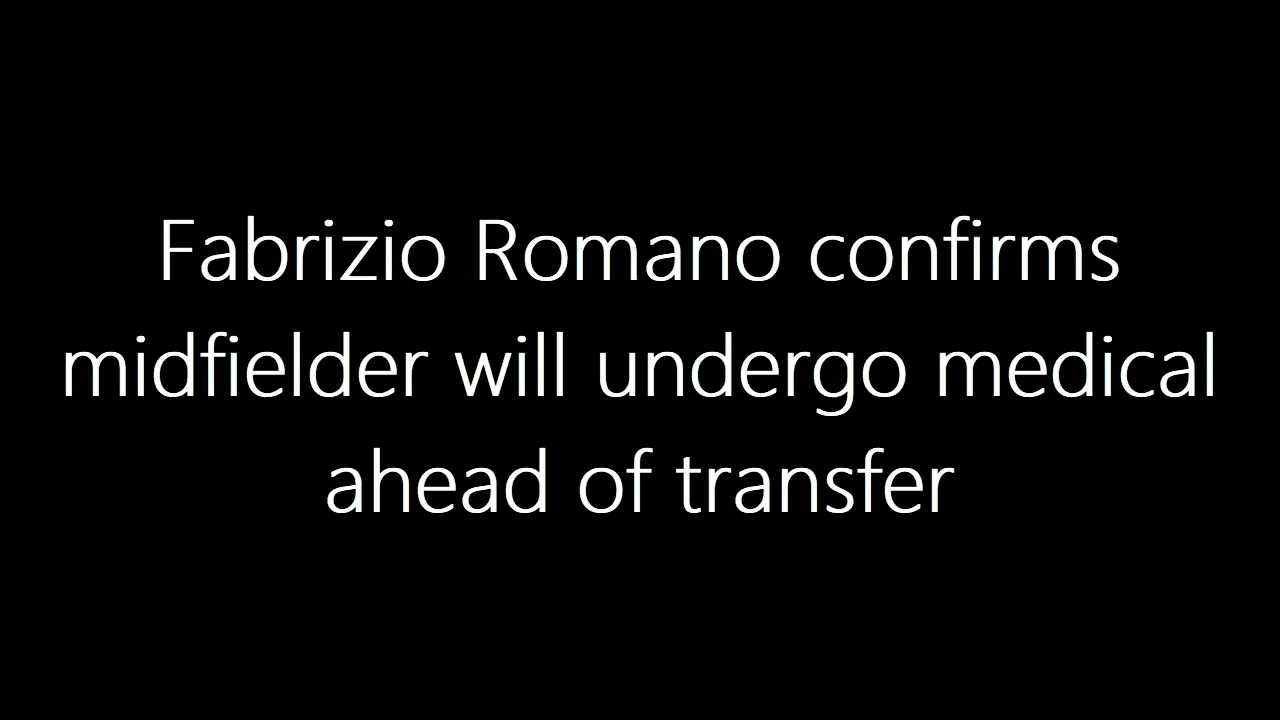 Fabrizio Romano confirms
midfielder will undergo medical
ahead of transfer